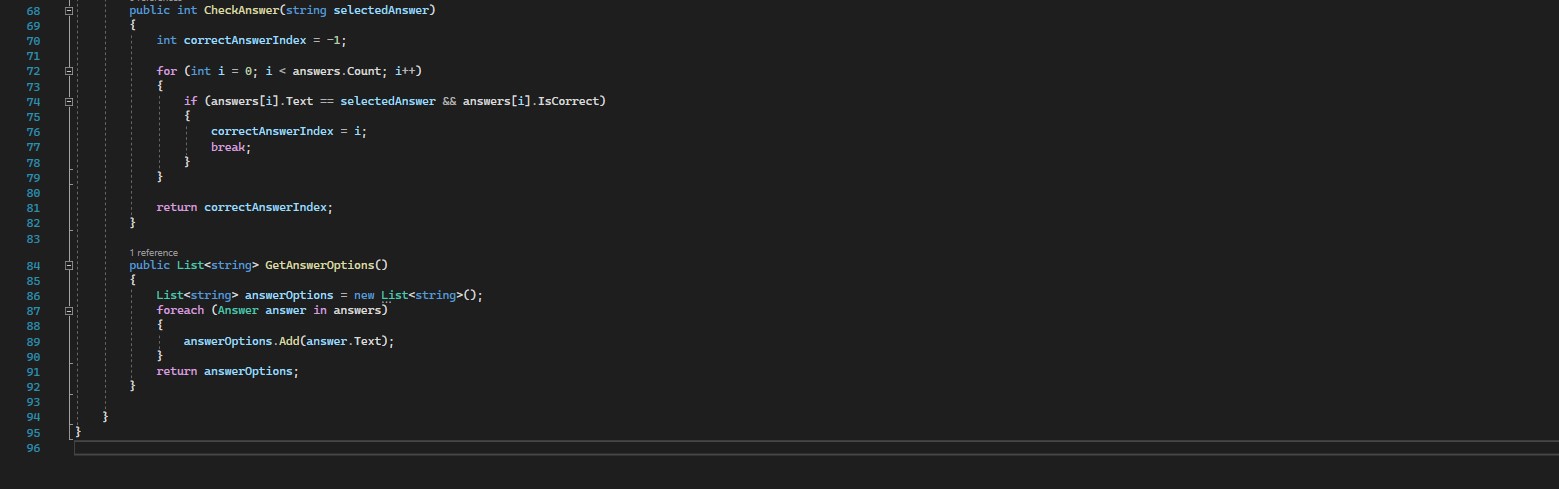 68 public int CheckAnswer(string selectedAnswer)
69 {
70 int correctAnswerIndex = -1;
71
72 for (int i = 0; i < answers.Count; i++)
73 {
74 if (answers[i].Text == selectedAnswer && answers[i].IsCorrect)
75 {
76 correctAnswerIndex = i;
77 break;
78 }
79 }
80
81 return correctAnswerIndex;
82 }
83
1 reference
84 public List<string> GetAnswerOptions()
85 {
86 List<string> answerOptions = new List<string>();
87 foreach (Answer answer in answers)
88 {
89 answerOptions.Add(answer.Text);
90 }
91 return answerOptions;
92 }
93
94 }
95 }
96